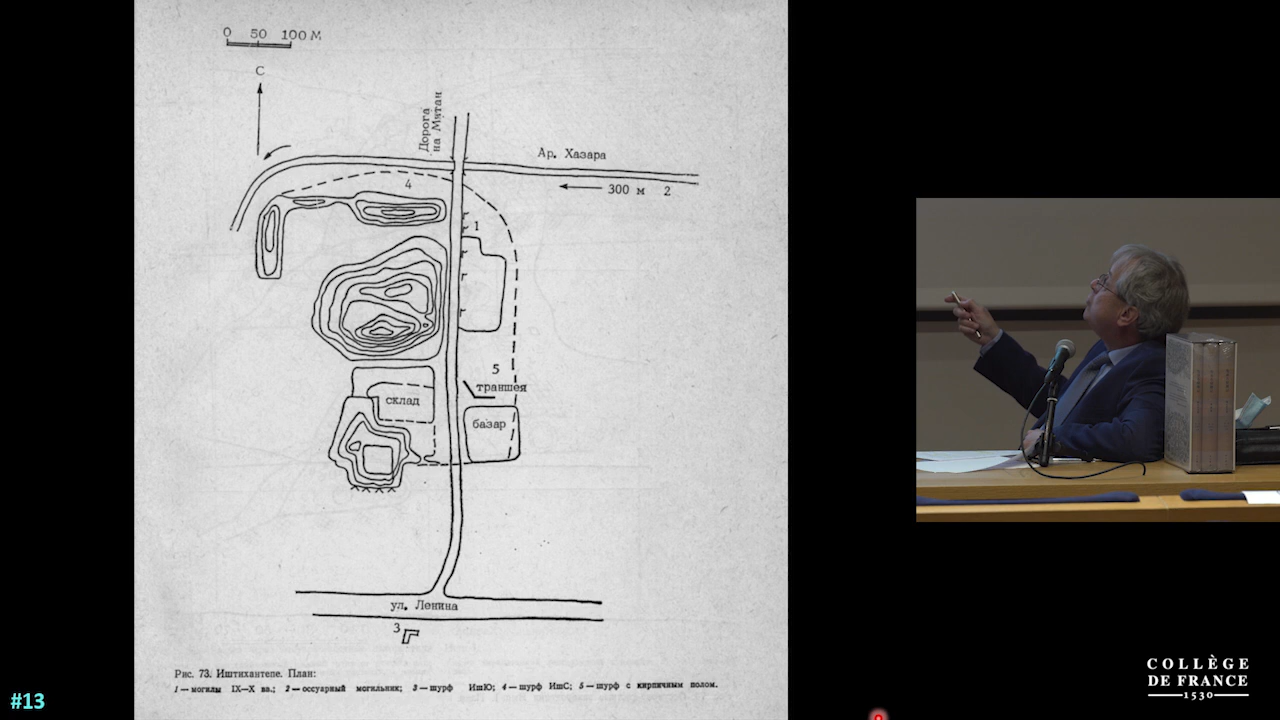 0 50 100 М
С
Дорога
на Митан
Ар. Хазара
4
300 м 2
1
5
траншея
склад
базар
ул. Ленина
3
Рис. 73. Иштихантепе. План:
1 — могилы IX—X вв.; 2 — оссуарный могильник; 3 — шурф ИшЮ; 4 — шурф ИшС; 5 — шурф с кирпичным полом.
#13
COLLÈGE
DE FRANCE
1530